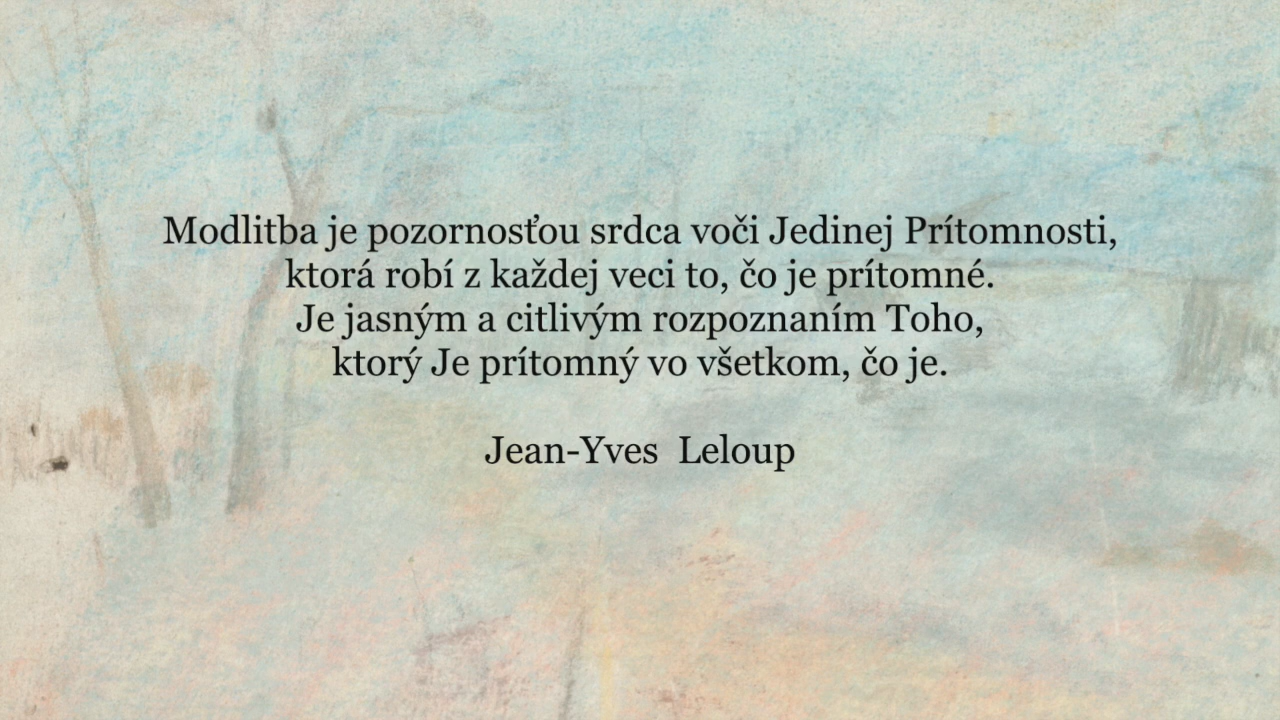 Modlitba je pozornosťou srdca voči Jedinej Prítomnosti,
ktorá robí z každej veci to, čo je prítomné.
Je jasným a citlivým rozpoznaním Toho,
ktorý Je prítomný vo všetkom, čo je.
Jean-Yves  Leloup